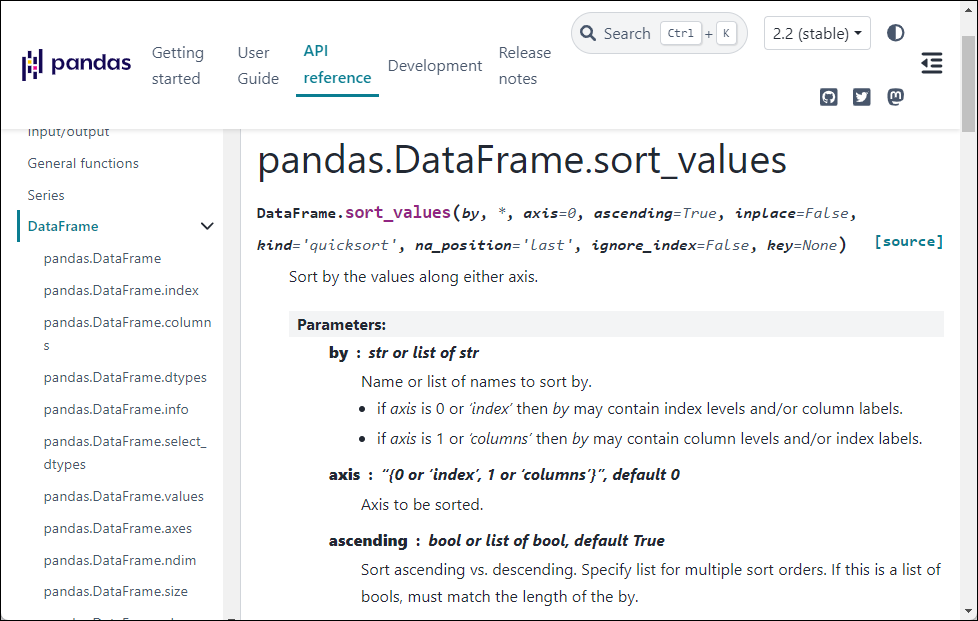 pandas
Getting started
User Guide
API reference
Development
Release notes
Search Ctrl + K
2.2 (stable)
Input/output
General functions
Series
DataFrame
pandas.DataFrame
pandas.DataFrame.index
pandas.DataFrame.column
s
pandas.DataFrame.dtypes
pandas.DataFrame.info
pandas.DataFrame.select_
dtypes
pandas.DataFrame.values
pandas.DataFrame.axes
pandas.DataFrame.ndim
pandas.DataFrame.size
pandas.DataFrame.sort_values
DataFrame.sort_values(by, *, axis=0, ascending=True, inplace=False,
kind='quicksort', na_position='last', ignore_index=False, key=None) [source]
Sort by the values along either axis.
Parameters:
by : str or list of str
Name or list of names to sort by.
• if axis is 0 or ‘index’ then by may contain index levels and/or column labels.
• if axis is 1 or ‘columns’ then by may contain column levels and/or index labels.
axis : “{0 or ‘index’, 1 or ‘columns’}”, default 0
Axis to be sorted.
ascending : bool or list of bool, default True
Sort ascending vs. descending. Specify list for multiple sort orders. If this is a list of
bools, must match the length of the by.